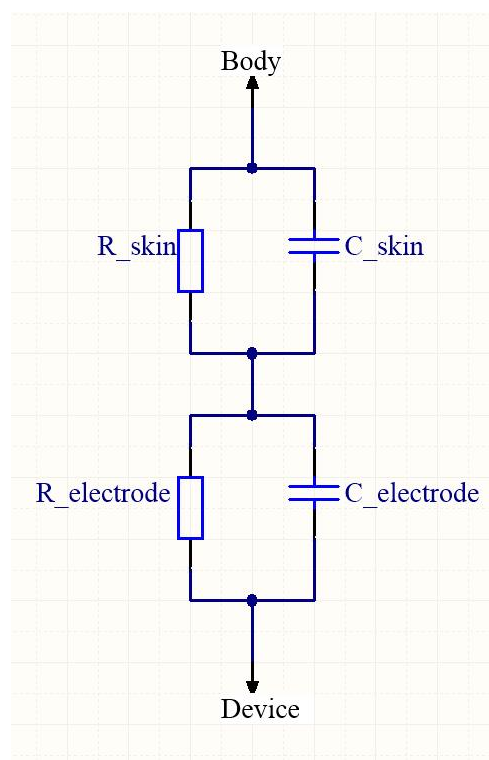 Body
R_skin
C_skin
R_electrode
C_electrode
Device